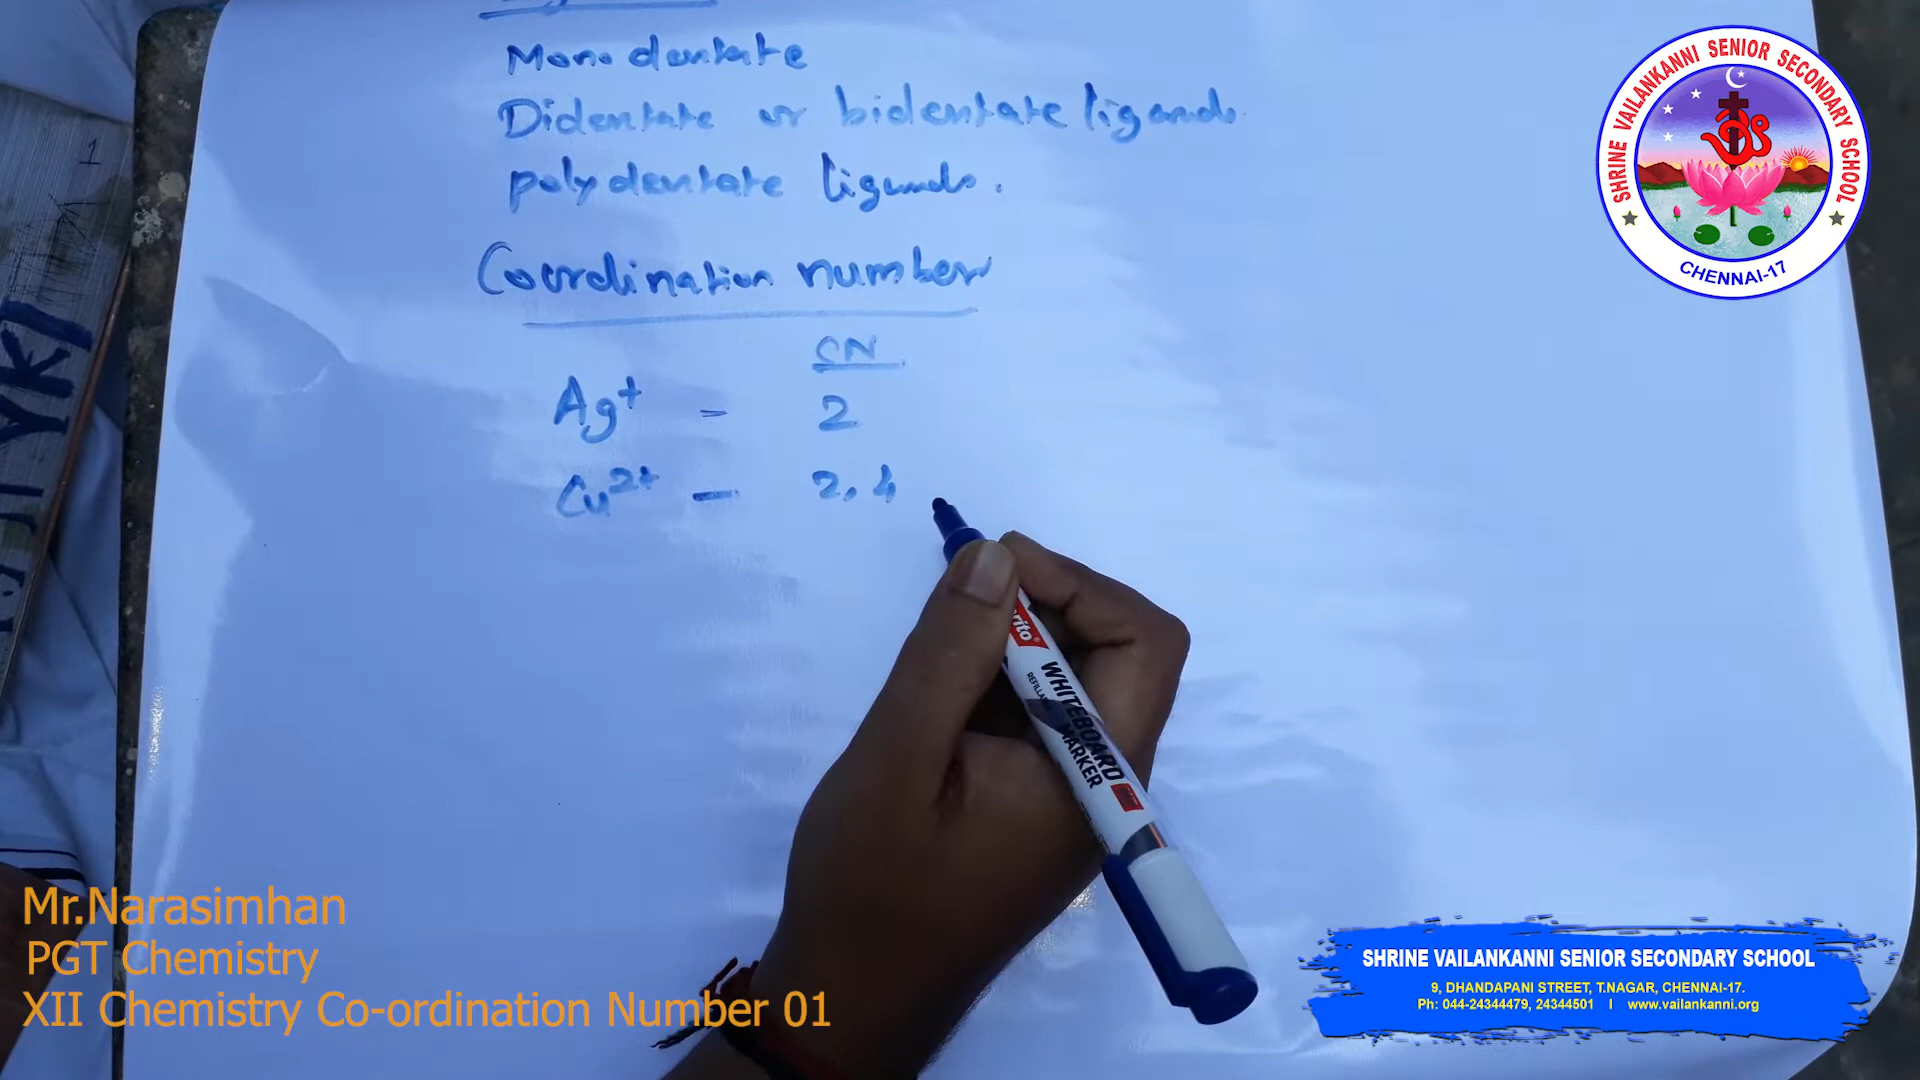 Monodentate
Didentate or bidentate ligands.
polydentate ligands.
Coordination number
CN
Ag+ - 2
Cu2+ - 2, 4
1
WHITEBOARD
MARKER
SHRINE VAILANKANNI SENIOR SECONDARY SCHOOL
CHENNAI-17
Mr.Narasimhan
PGT Chemistry
XII Chemistry Co-ordination Number 01
SHRINE VAILANKANNI SENIOR SECONDARY SCHOOL
9, DHANDAPANI STREET, T.NAGAR, CHENNAI-17.
Ph: 044-24344479, 24344501 I www.vailankanni.org